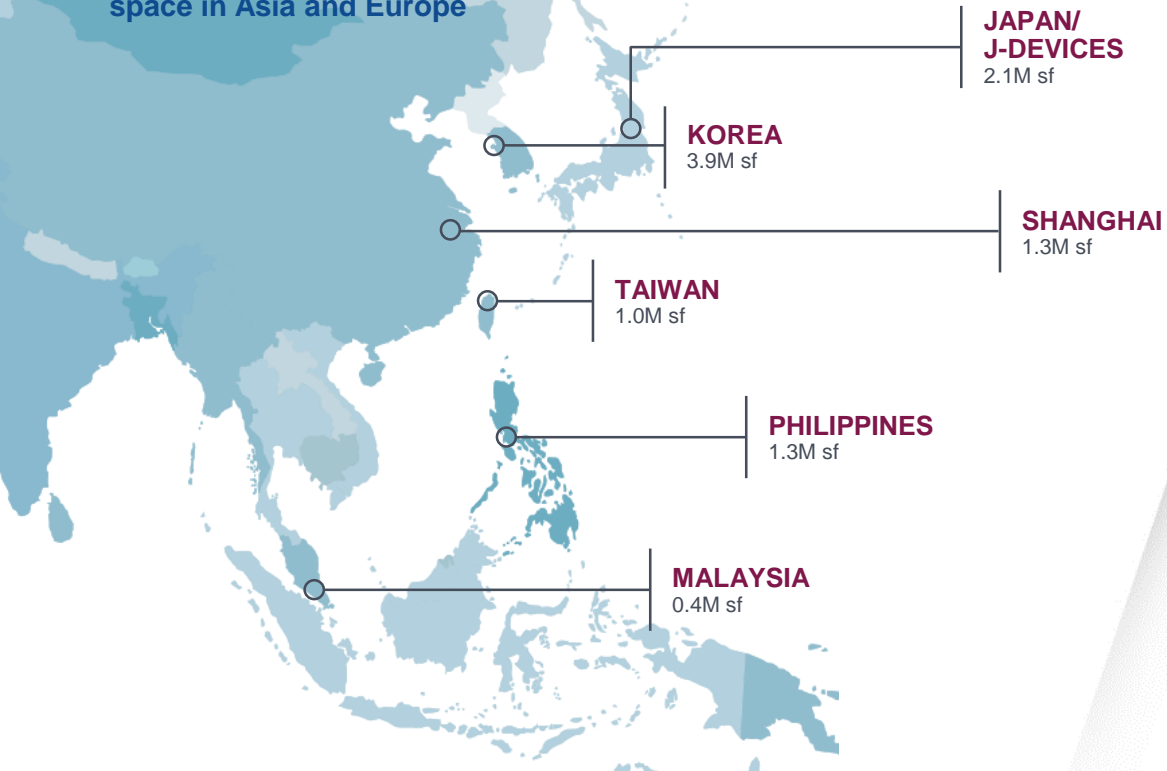 space in Asia and Europe
JAPAN/
J-DEVICES
2.1M sf
KOREA
3.9M sf
SHANGHAI
1.3M sf
TAIWAN
1.0M sf
PHILIPPINES
1.3M sf
MALAYSIA
0.4M sf